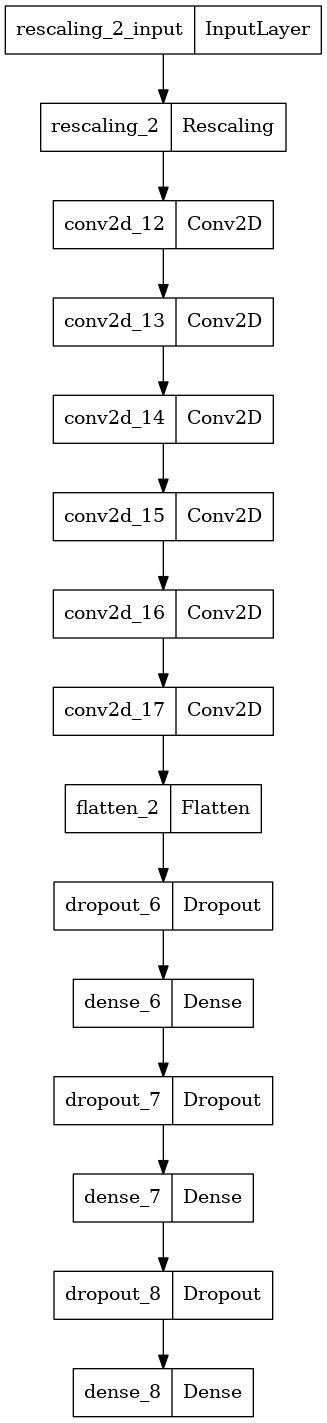 rescaling_2_input InputLayer
rescaling_2 Rescaling
conv2d_12 Conv2D
conv2d_13 Conv2D
conv2d_14 Conv2D
conv2d_15 Conv2D
conv2d_16 Conv2D
conv2d_17 Conv2D
flatten_2 Flatten
dropout_6 Dropout
dense_6 Dense
dropout_7 Dropout
dense_7 Dense
dropout_8 Dropout
dense_8 Dense